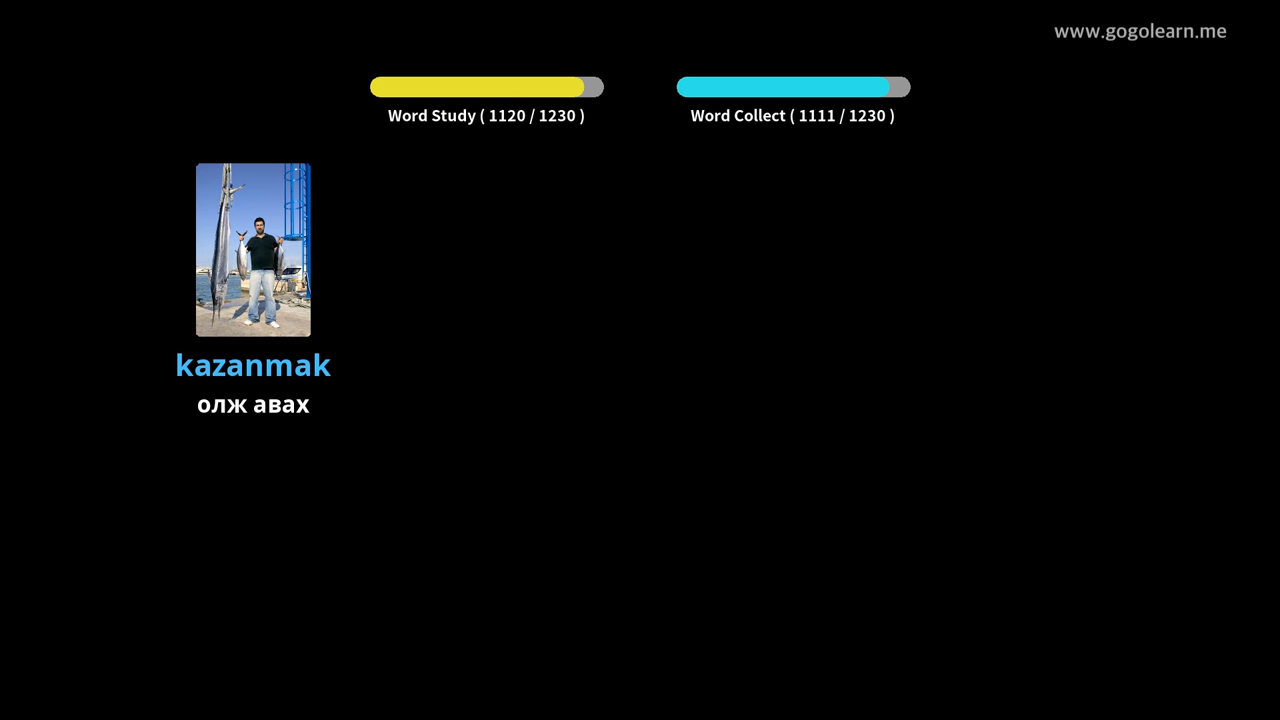 www.gogolearn.me
Word Study ( 1120 / 1230 )
Word Collect ( 1111 / 1230 )
kazanmak
олж авах